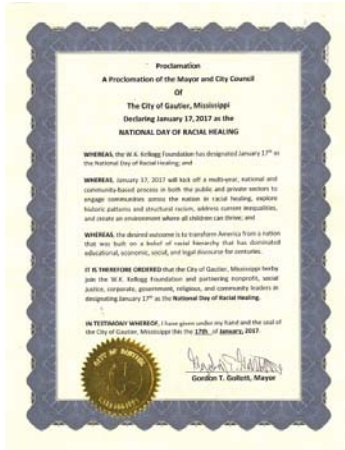 Proclamation
A Proclamation of the Mayor and City Council
Of
The City of Gautier, Mississippi
Declaring January 17, 2017 as the
NATIONAL DAY OF RACIAL HEALING
WHEREAS, the W.K. Kellogg Foundation has designated January 17th as
the National Day of Racial Healing; and
WHEREAS, January 17, 2017 will kick off a multi-year, national and
community-based process in both the public and private sectors to
engage communities across the nation in racial healing, explore
historic patterns and structural racism, address current inequalities,
and create an environment where all children can thrive; and
WHEREAS, the desired outcome is to transform America from a nation
that was built on a belief of racial hierarchy that has dominated
educational, economic, social, and legal discourse for centuries.
IT IS THEREFORE ORDERED that the City of Gautier, Mississippi herby
join the W.K. Kellogg Foundation and partnering nonprofit, social
justice, corporate, government, religious, and community leaders in
designating January 17th as the National Day of Racial Healing.
IN TESTIMONY WHEREOF, I have given under my hand and the seal of
the City of Gautier, Mississippi this the 17th of January, 2017.
Gordon T. Gollott, Mayor
CITY OF GAUTIER